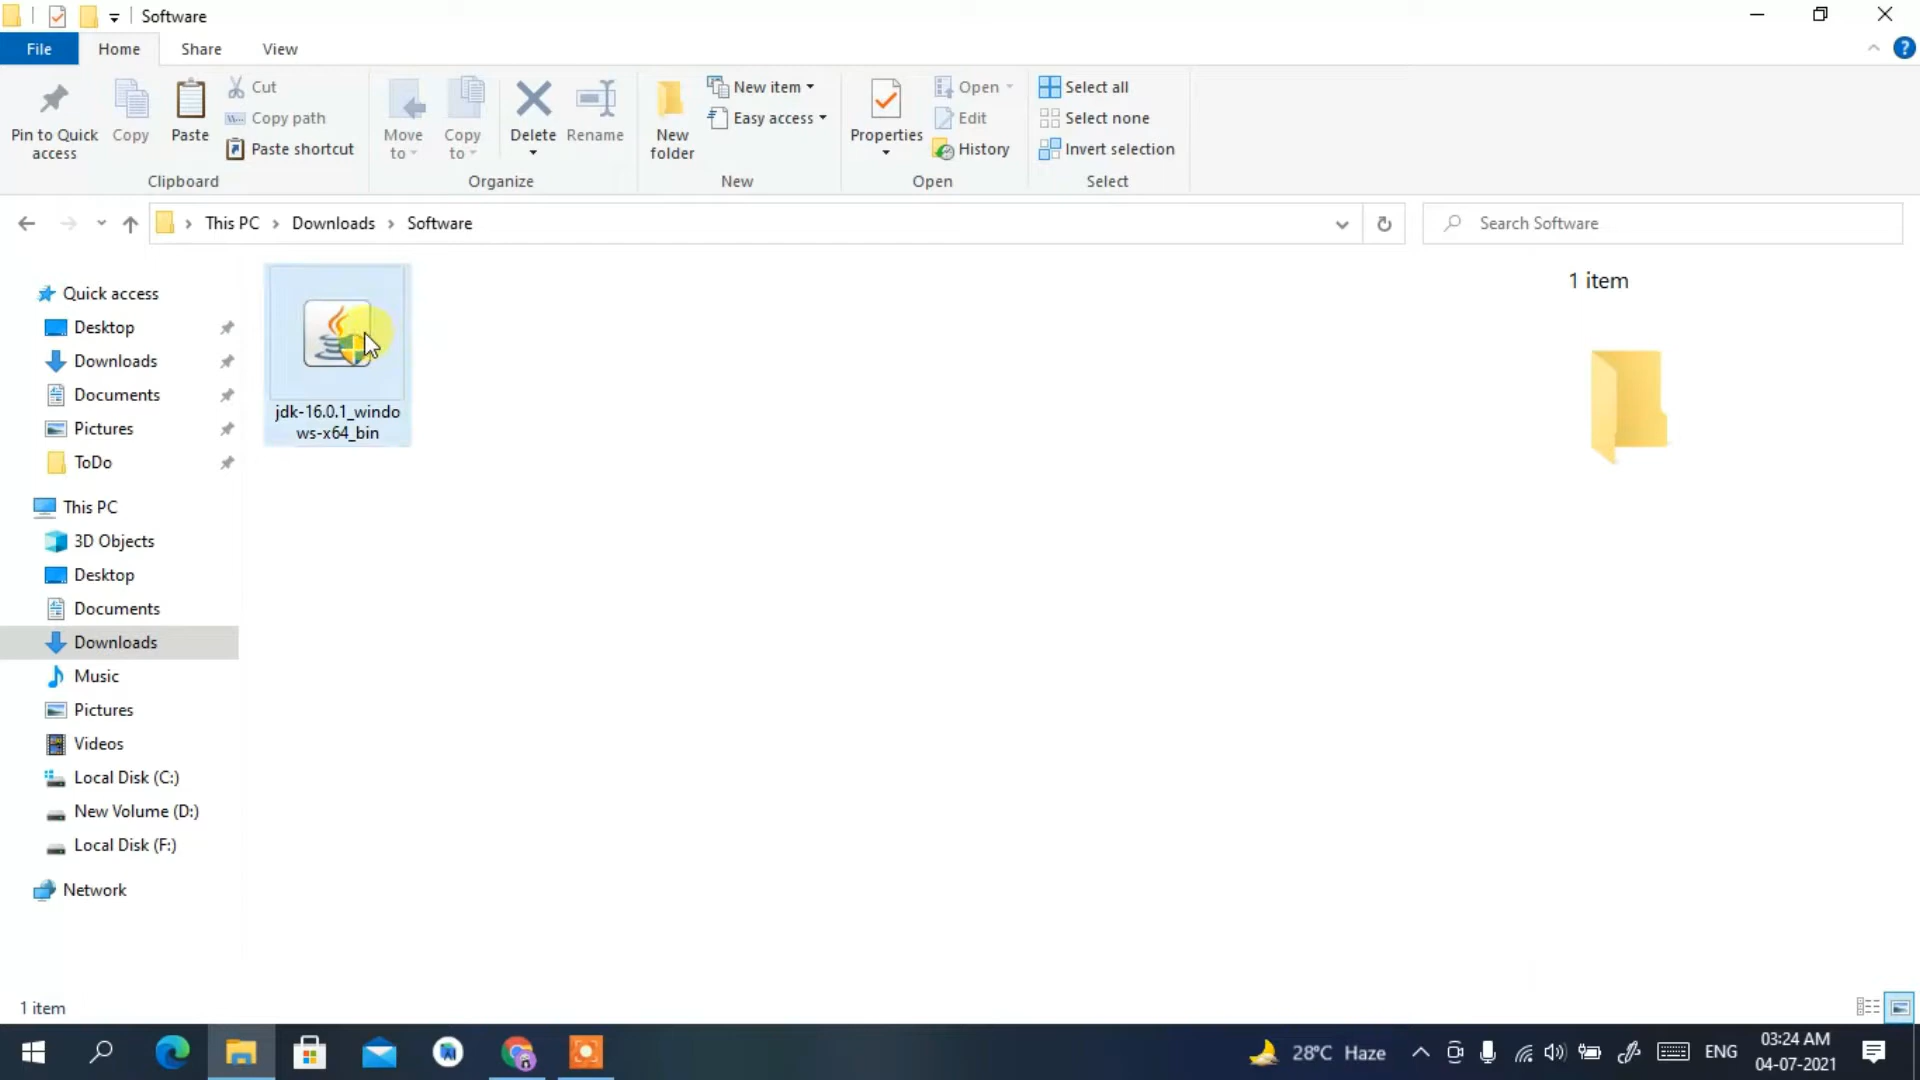 Software
File Home Share View
Pin to Quick access
Copy
Paste
Cut
Copy path
Paste shortcut
Clipboard
Move to
Copy to
Delete
Rename
Organize
New folder
New item
Easy access
New
Properties
Open
Edit
History
Open
Select all
Select none
Invert selection
Select
This PC › Downloads › Software
Search Software
Quick access
Desktop
Downloads
Documents
Pictures
ToDo
This PC
3D Objects
Desktop
Documents
Downloads
Music
Pictures
Videos
Local Disk (C:)
New Volume (D:)
Local Disk (F:)
Network
jdk-16.0.1_windo
ws-x64_bin
1 item
1 item
28°C Haze
ENG
03:24 AM
04-07-2021